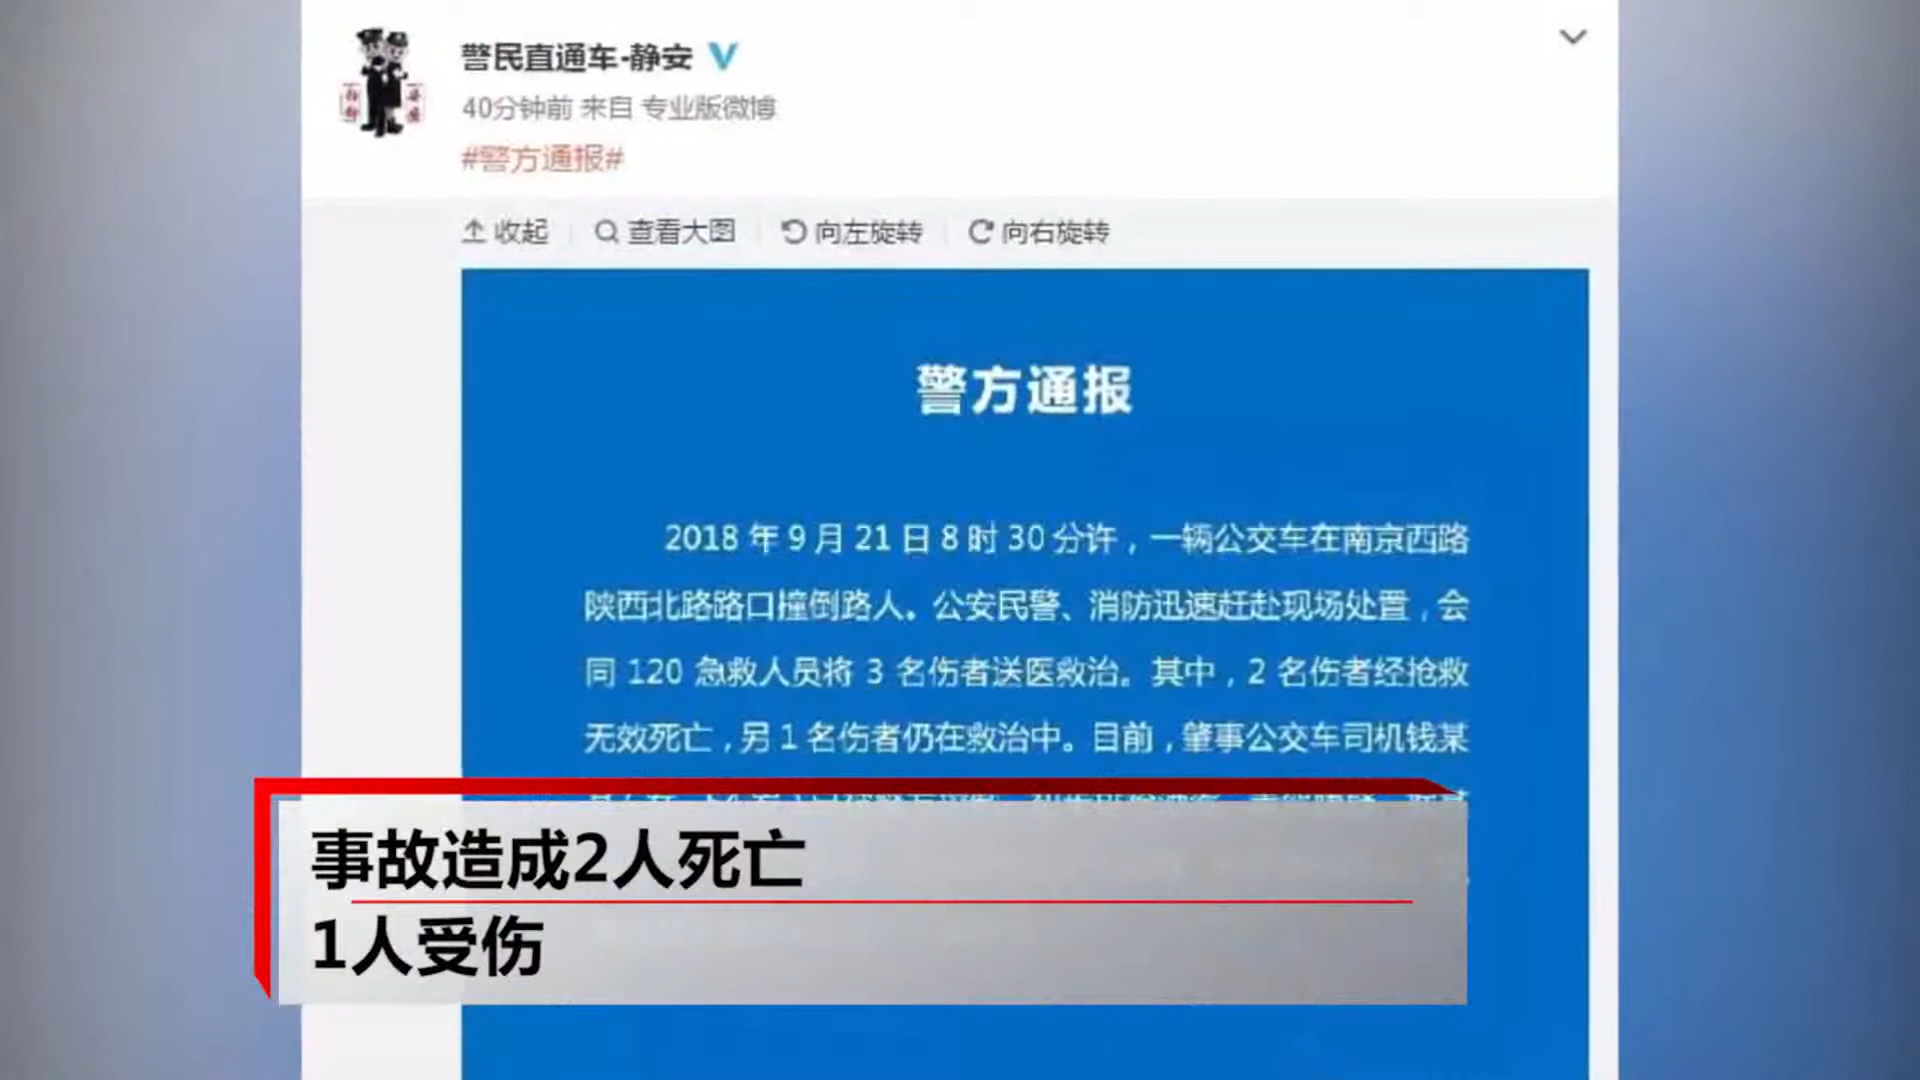 警民直通车-静安
40分钟前 来自 专业版微博
#警方通报#
收起 查看大图 向左旋转 向右旋转
警方通报
2018年9月21日8时30分许，一辆公交车在南京西路
陕西北路路口撞倒路人。公安民警、消防迅速赶赴现场处置，会
同120急救人员将3名伤者送医救治。其中，2名伤者经抢救
无效死亡，另1名伤者仍在救治中。目前，肇事公交车司机钱某
事故造成2人死亡
1人受伤